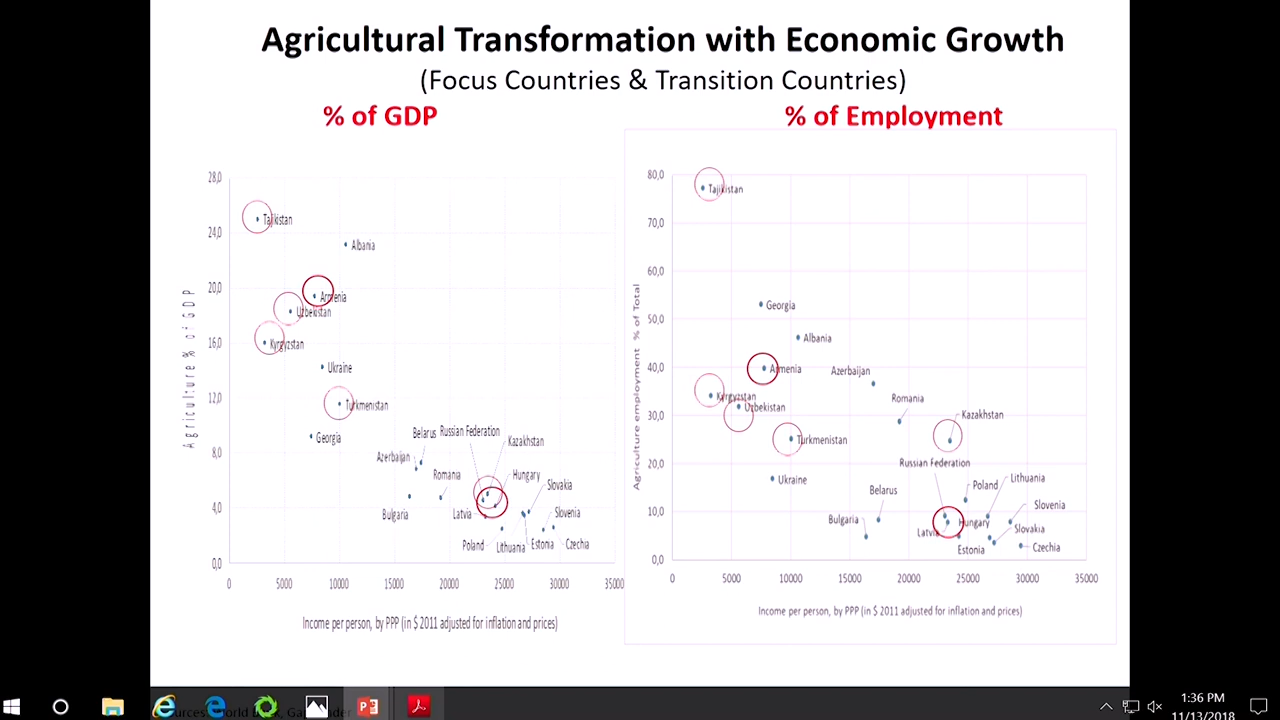 Agricultural Transformation with Economic Growth
(Focus Countries & Transition Countries)
% of GDP
% of Employment
Agriculture % of GDP
28,0
24,0
20,0
16,0
12,0
8,0
4,0
0,0
Tajikistan
Albania
Armenia
Uzbekistan
Kyrgyzstan
Ukraine
Turkmenistan
Georgia
Belarus
Russian Federation
Kazakhstan
Azerbaijan
Romania
Hungary
Slovakia
Bulgaria
Latvia
Slovenia
Poland
Lithuania
Estonia
Czechia
0 5000 10000 15000 20000 25000 30000 35000
Income per person, by PPP (in $ 2011 adjusted for inflation and prices)
Agriculture employment % of Total
80,0
70,0
60,0
50,0
40,0
30,0
20,0
10,0
0,0
Tajikistan
Georgia
Albania
Armenia
Azerbaijan
Kyrgyzstan
Uzbekistan
Romania
Kazakhstan
Turkmenistan
Russian Federation
Ukraine
Poland
Lithuania
Belarus
Slovenia
Bulgaria
Latvia
Hungary
Slovakia
Estonia
Czechia
0 5000 10000 15000 20000 25000 30000 35000
Income per person, by PPP (in $ 2011 adjusted for inflation and prices)
1:36 PM
11/13/2018